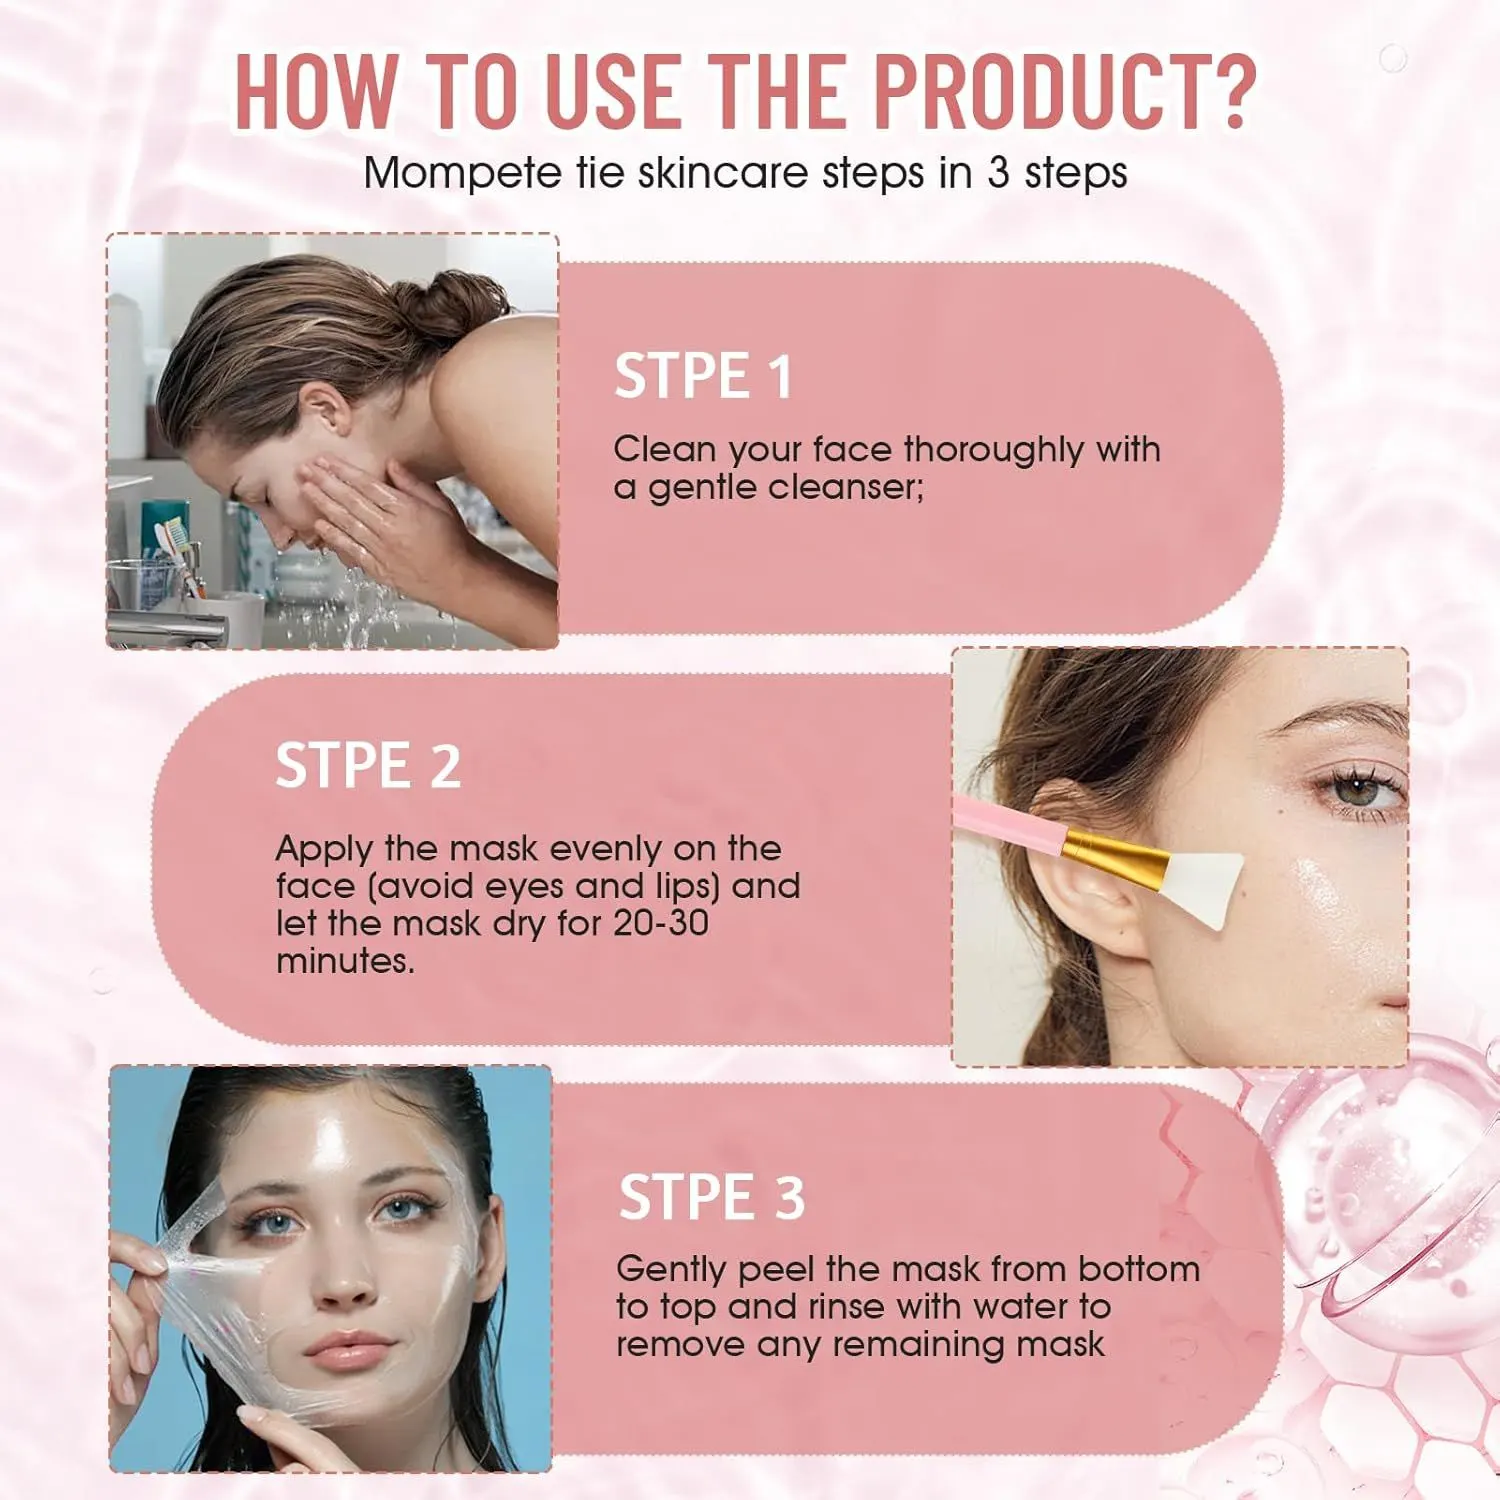 HOW TO USE THE PRODUCT?
Mompete tie skincare steps in 3 steps
STPE 1
Clean your face thoroughly with
a gentle cleanser;
STPE 2
Apply the mask evenly on the
face (avoid eyes and lips) and
let the mask dry for 20-30
minutes.
STPE 3
Gently peel the mask from bottom
to top and rinse with water to
remove any remaining mask